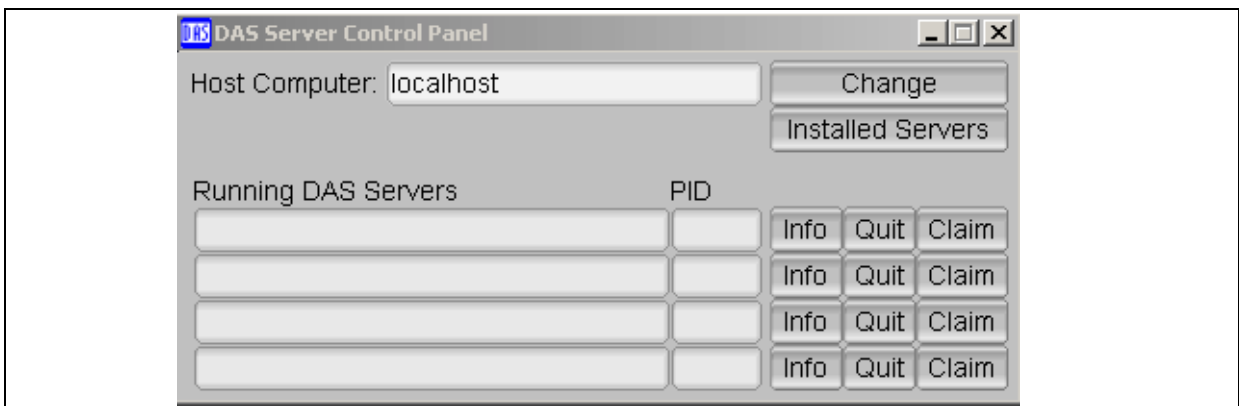 DAS DAS Server Control Panel
Host Computer: localhost Change
Installed Servers
Running DAS Servers PID
Info Quit Claim
Info Quit Claim
Info Quit Claim
Info Quit Claim